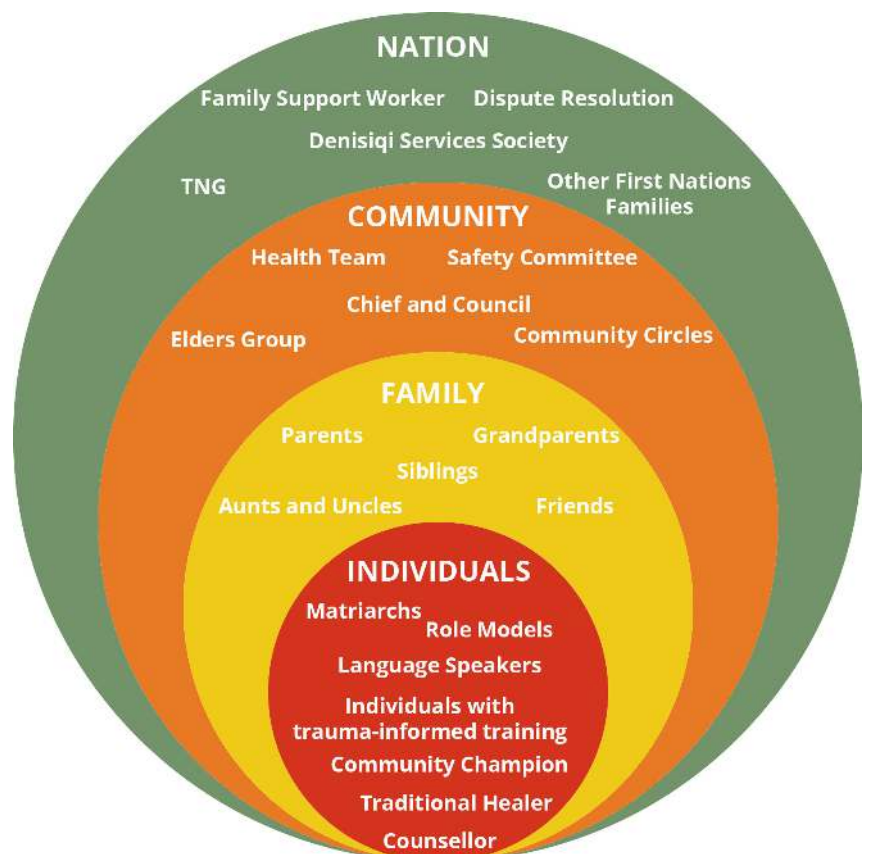 NATION
Family Support Worker Dispute Resolution
Denisiqi Services Society
TNG
Other First Nations
Families
COMMUNITY
Health Team Safety Committee
Chief and Council
Elders Group Community Circles
FAMILY
Parents Grandparents
Siblings
Aunts and Uncles Friends
INDIVIDUALS
Matriarchs
Role Models
Language Speakers
Individuals with
trauma-informed training
Community Champion
Traditional Healer
Counsellor